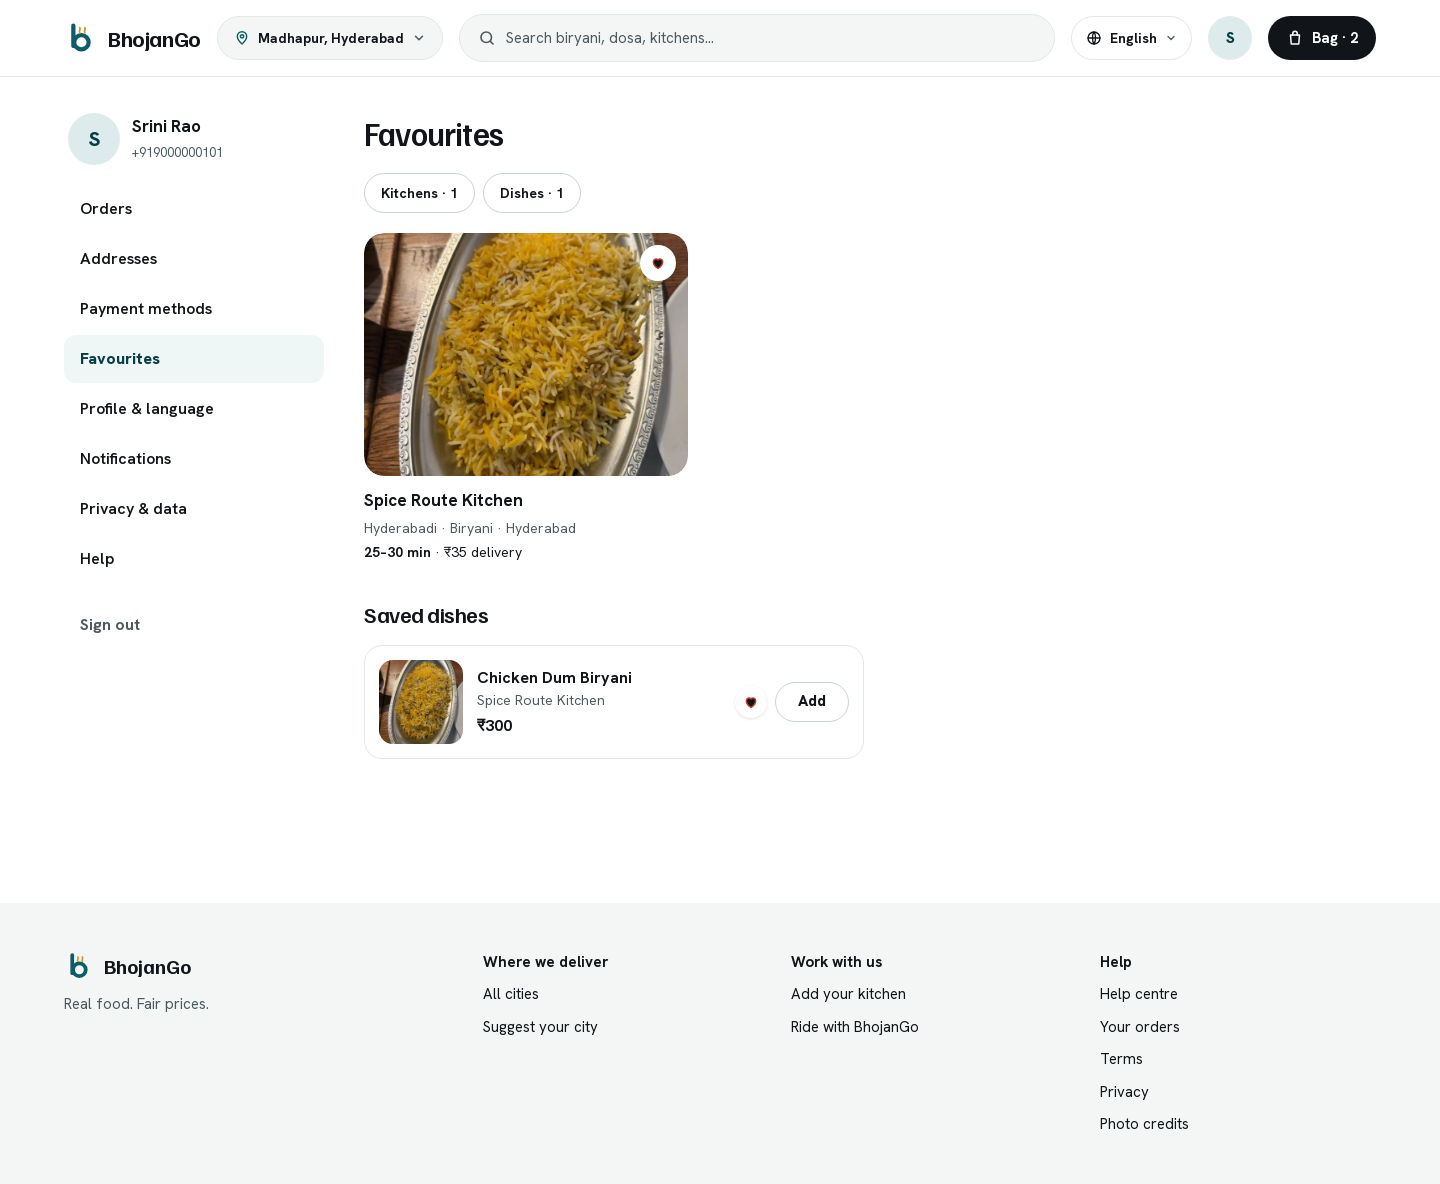 BhojanGo
Madhapur, Hyderabad
Search biryani, dosa, kitchens...
English
S
Bag · 2
S
Srini Rao
+919000000101
Orders
Addresses
Payment methods
Favourites
Profile & language
Notifications
Privacy & data
Help
Sign out
Favourites
Kitchens · 1
Dishes · 1
Spice Route Kitchen
Hyderabadi · Biryani · Hyderabad
25–30 min · ₹35 delivery
Saved dishes
Chicken Dum Biryani
Spice Route Kitchen
₹300
Add
BhojanGo
Real food. Fair prices.
Where we deliver
All cities
Suggest your city
Work with us
Add your kitchen
Ride with BhojanGo
Help
Help centre
Your orders
Terms
Privacy
Photo credits